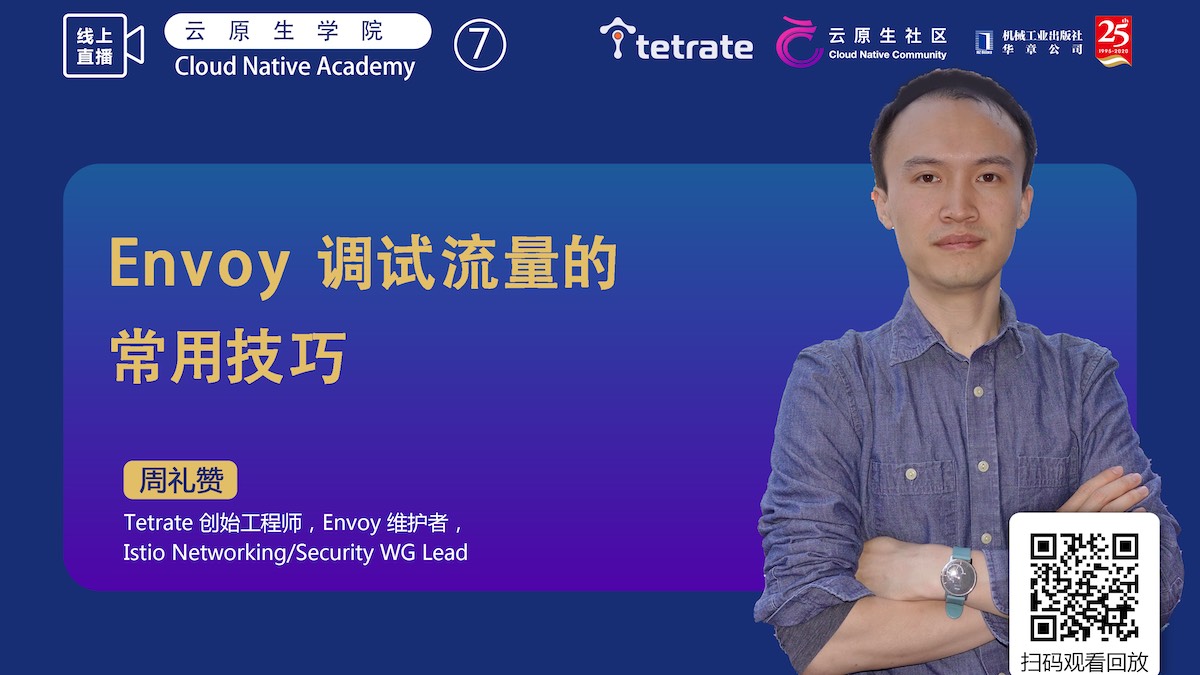 线上
直播
云原生学院
Cloud Native Academy
7
tetrate
云原生社区
Cloud Native Community
机械工业出版社
华章公司
25th
1995-2020
Envoy 调试流量的
常用技巧
周礼赞
Tetrate 创始工程师，Envoy 维护者，
Istio Networking/Security WG Lead
扫码观看回放